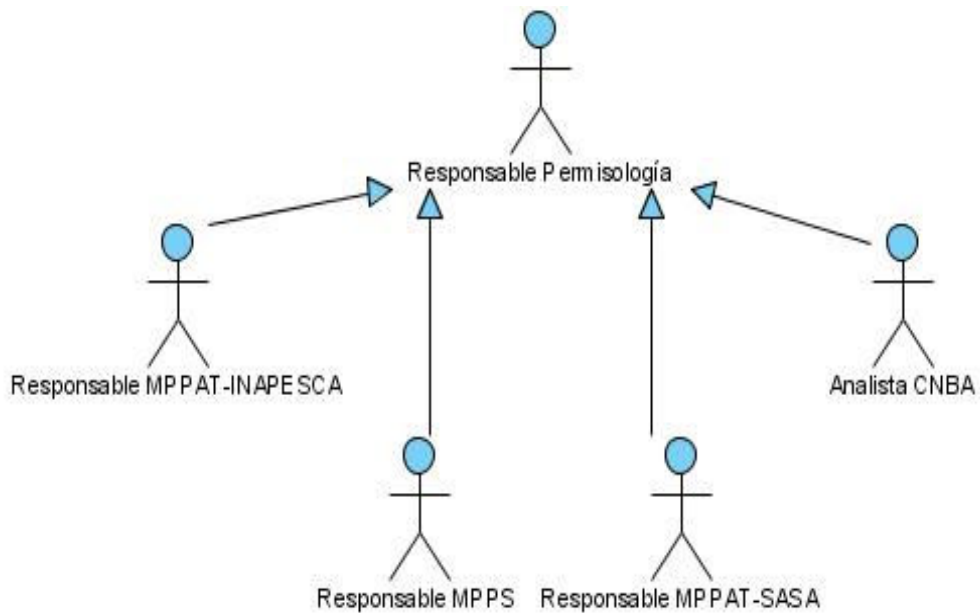 Responsable Permisología
Responsable MPPAT-INAPESCA
Analista CNBA
Responsable MPPS
Responsable MPPAT-SASA